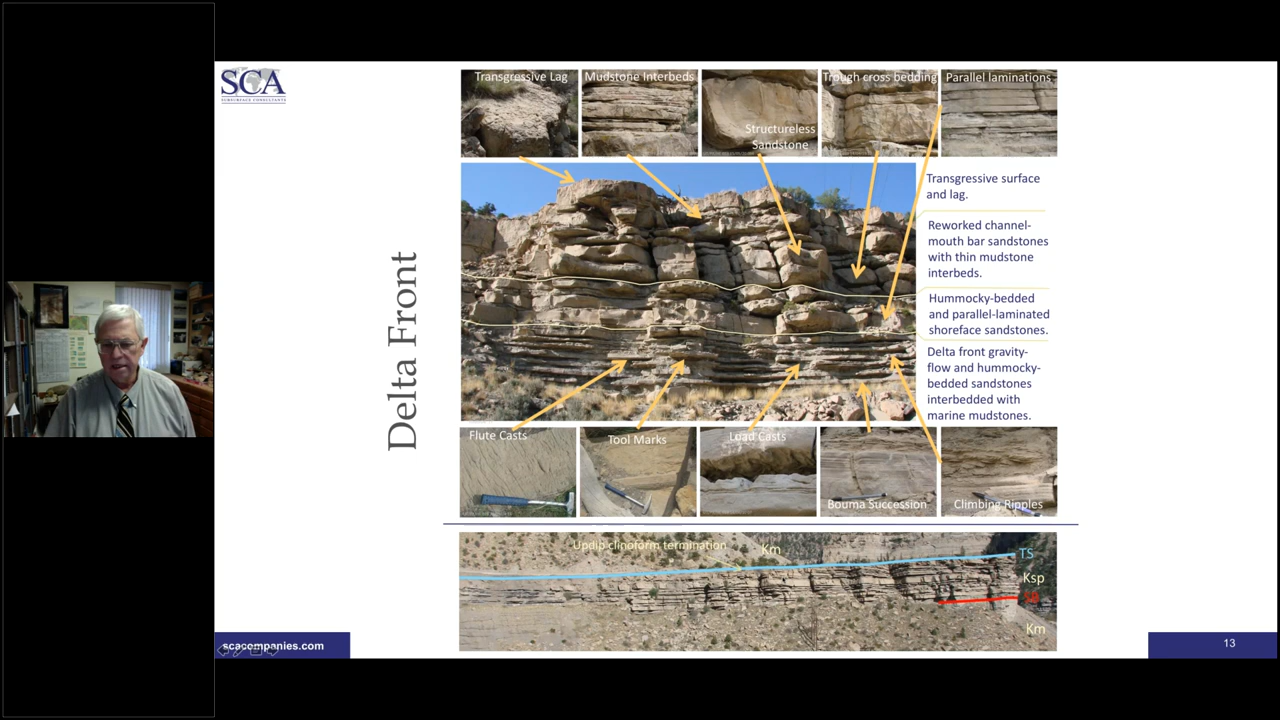 SCA
SUBSURFACE CONSULTANTS
Delta Front
Transgressive Lag
Mudstone Interbeds
Structureless
Sandstone
Trough cross bedding
Parallel laminations
Transgressive surface
and lag.
Reworked channel-
mouth bar sandstones
with thin mudstone
interbeds.
Hummocky-bedded
and parallel-laminated
shoreface sandstones.
Delta front gravity-
flow and hummocky-
bedded sandstones
interbedded with
marine mudstones.
Flute Casts
Tool Marks
Load Casts
Bouma Succession
Climbing Ripples
Updip clinoform termination
Km
TS
Ksp
SB
Km
scacompanies.com
13